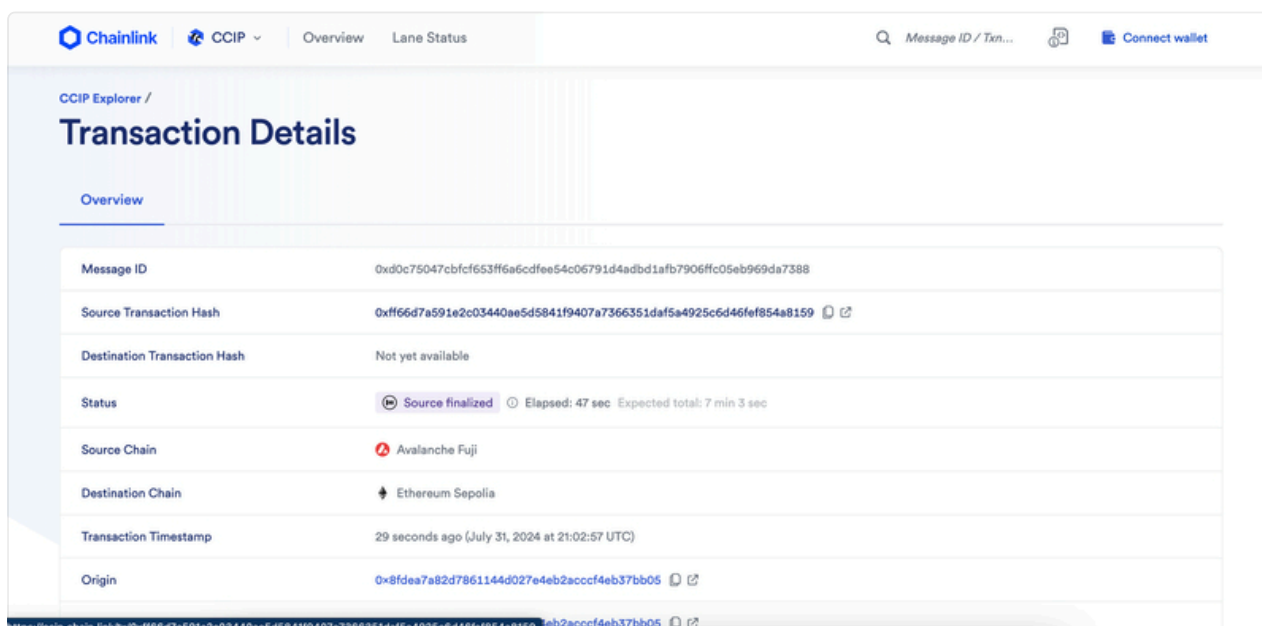 Chainlink CCIP Overview Lane Status Message ID / Txn... Connect wallet
CCIP Explorer /
Transaction Details
Overview
Message ID 0xd0c75047cbfcf653ff6a6cdfee54c06791d4adbd1afb7906ffc05eb969da7388
Source Transaction Hash 0xff66d7a591e2c03440ae5d5841f9407a7366351daf5a4925c6d46fef854a8159
Destination Transaction Hash Not yet available
Status Source finalized Elapsed: 47 sec Expected total: 7 min 3 sec
Source Chain Avalanche Fuji
Destination Chain Ethereum Sepolia
Transaction Timestamp 29 seconds ago (July 31, 2024 at 21:02:57 UTC)
Origin 0x8fdea7a82d7861144d027e4eb2acccf4eb37bb05